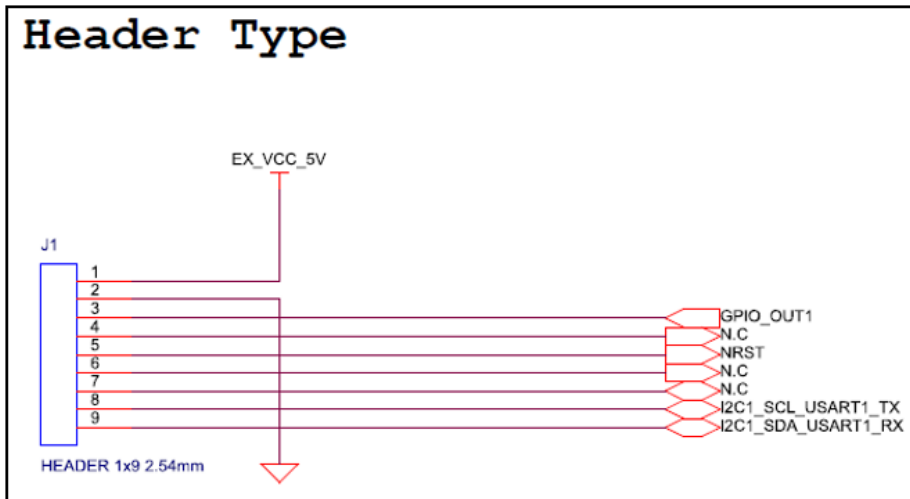 Header Type
EX_VCC_5V
J1
1
2
3
GPIO_OUT1
4
N.C
5
NRST
6
N.C
7
N.C
8
I2C1_SCL_USART1_TX
9
I2C1_SDA_USART1_RX
HEADER 1x9 2.54mm